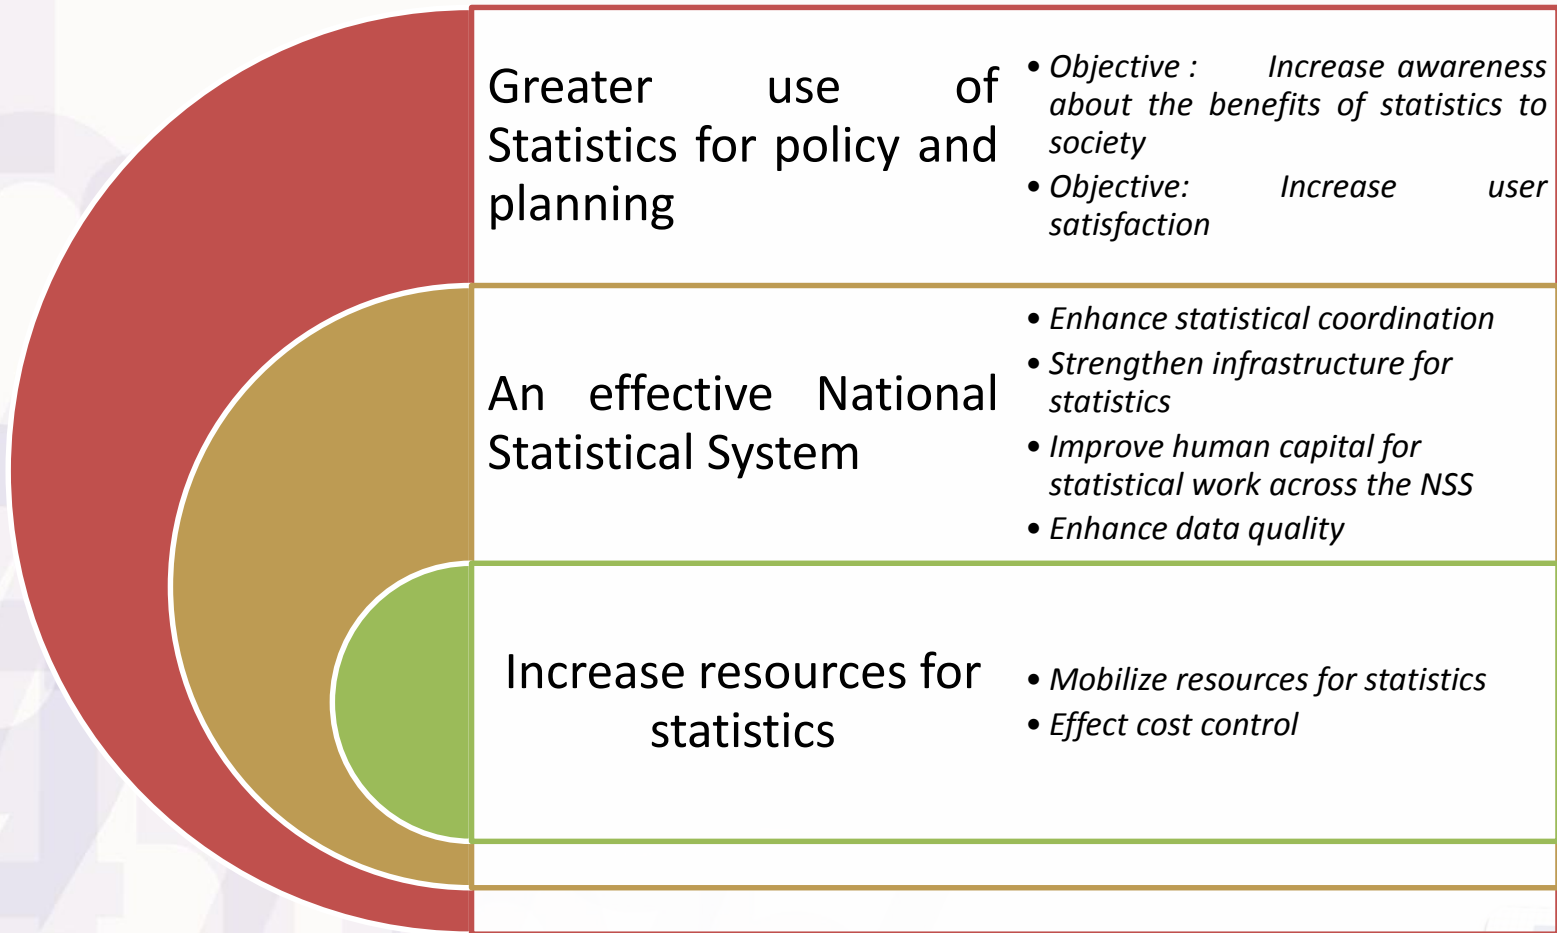 Greater use of
Statistics for policy and
planning
• Objective : Increase awareness
about the benefits of statistics to
society
• Objective: Increase user
satisfaction
An effective National
Statistical System
• Enhance statistical coordination
• Strengthen infrastructure for
statistics
• Improve human capital for
statistical work across the NSS
• Enhance data quality
Increase resources for
statistics
• Mobilize resources for statistics
• Effect cost control